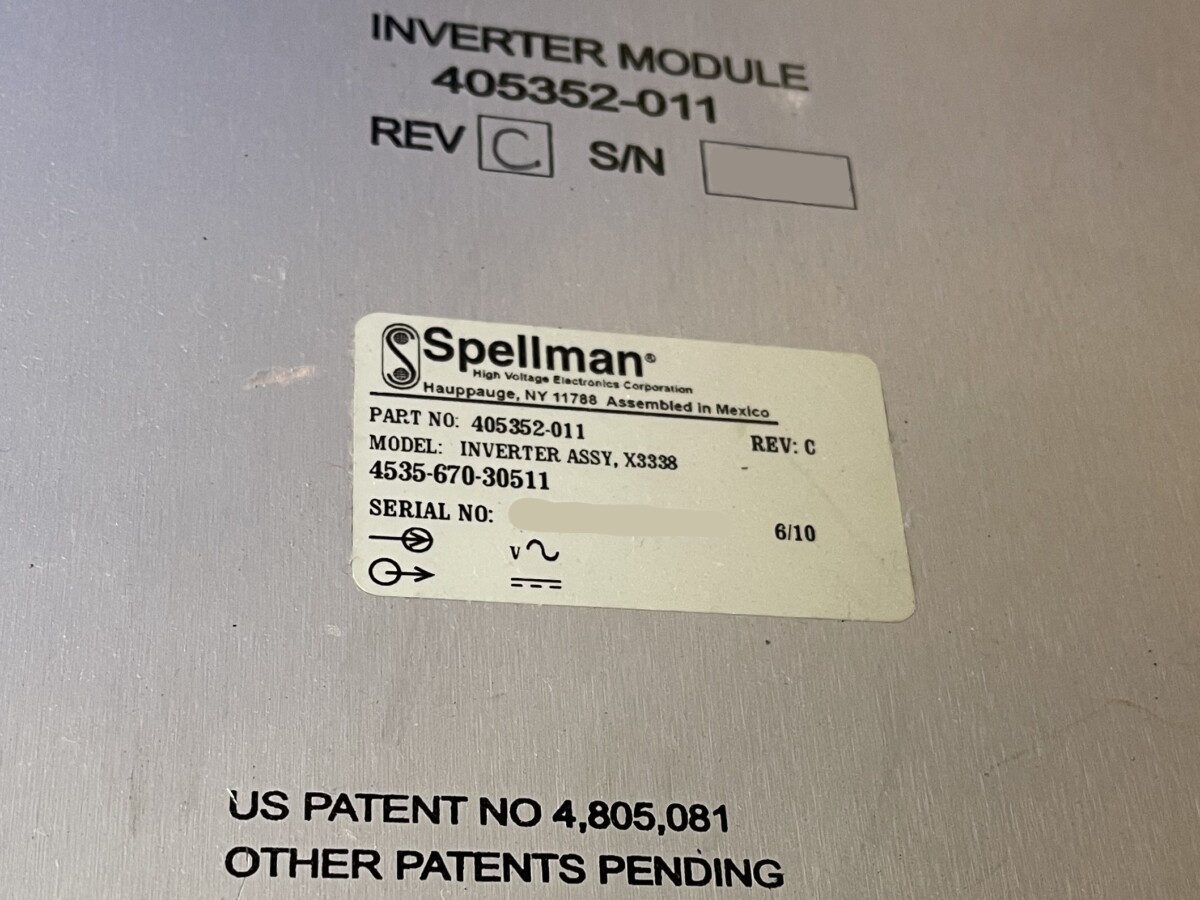 INVERTER MODULE
405352-011
REV C S/N
Spellman®
High Voltage Electronics Corporation
Hauppauge, NY 11788 Assembled in Mexico
PART NO: 405352-011 REV: C
MODEL: INVERTER ASSY, X3338
4535-670-30511
SERIAL NO: 6/10
V
US PATENT NO 4,805,081
OTHER PATENTS PENDING